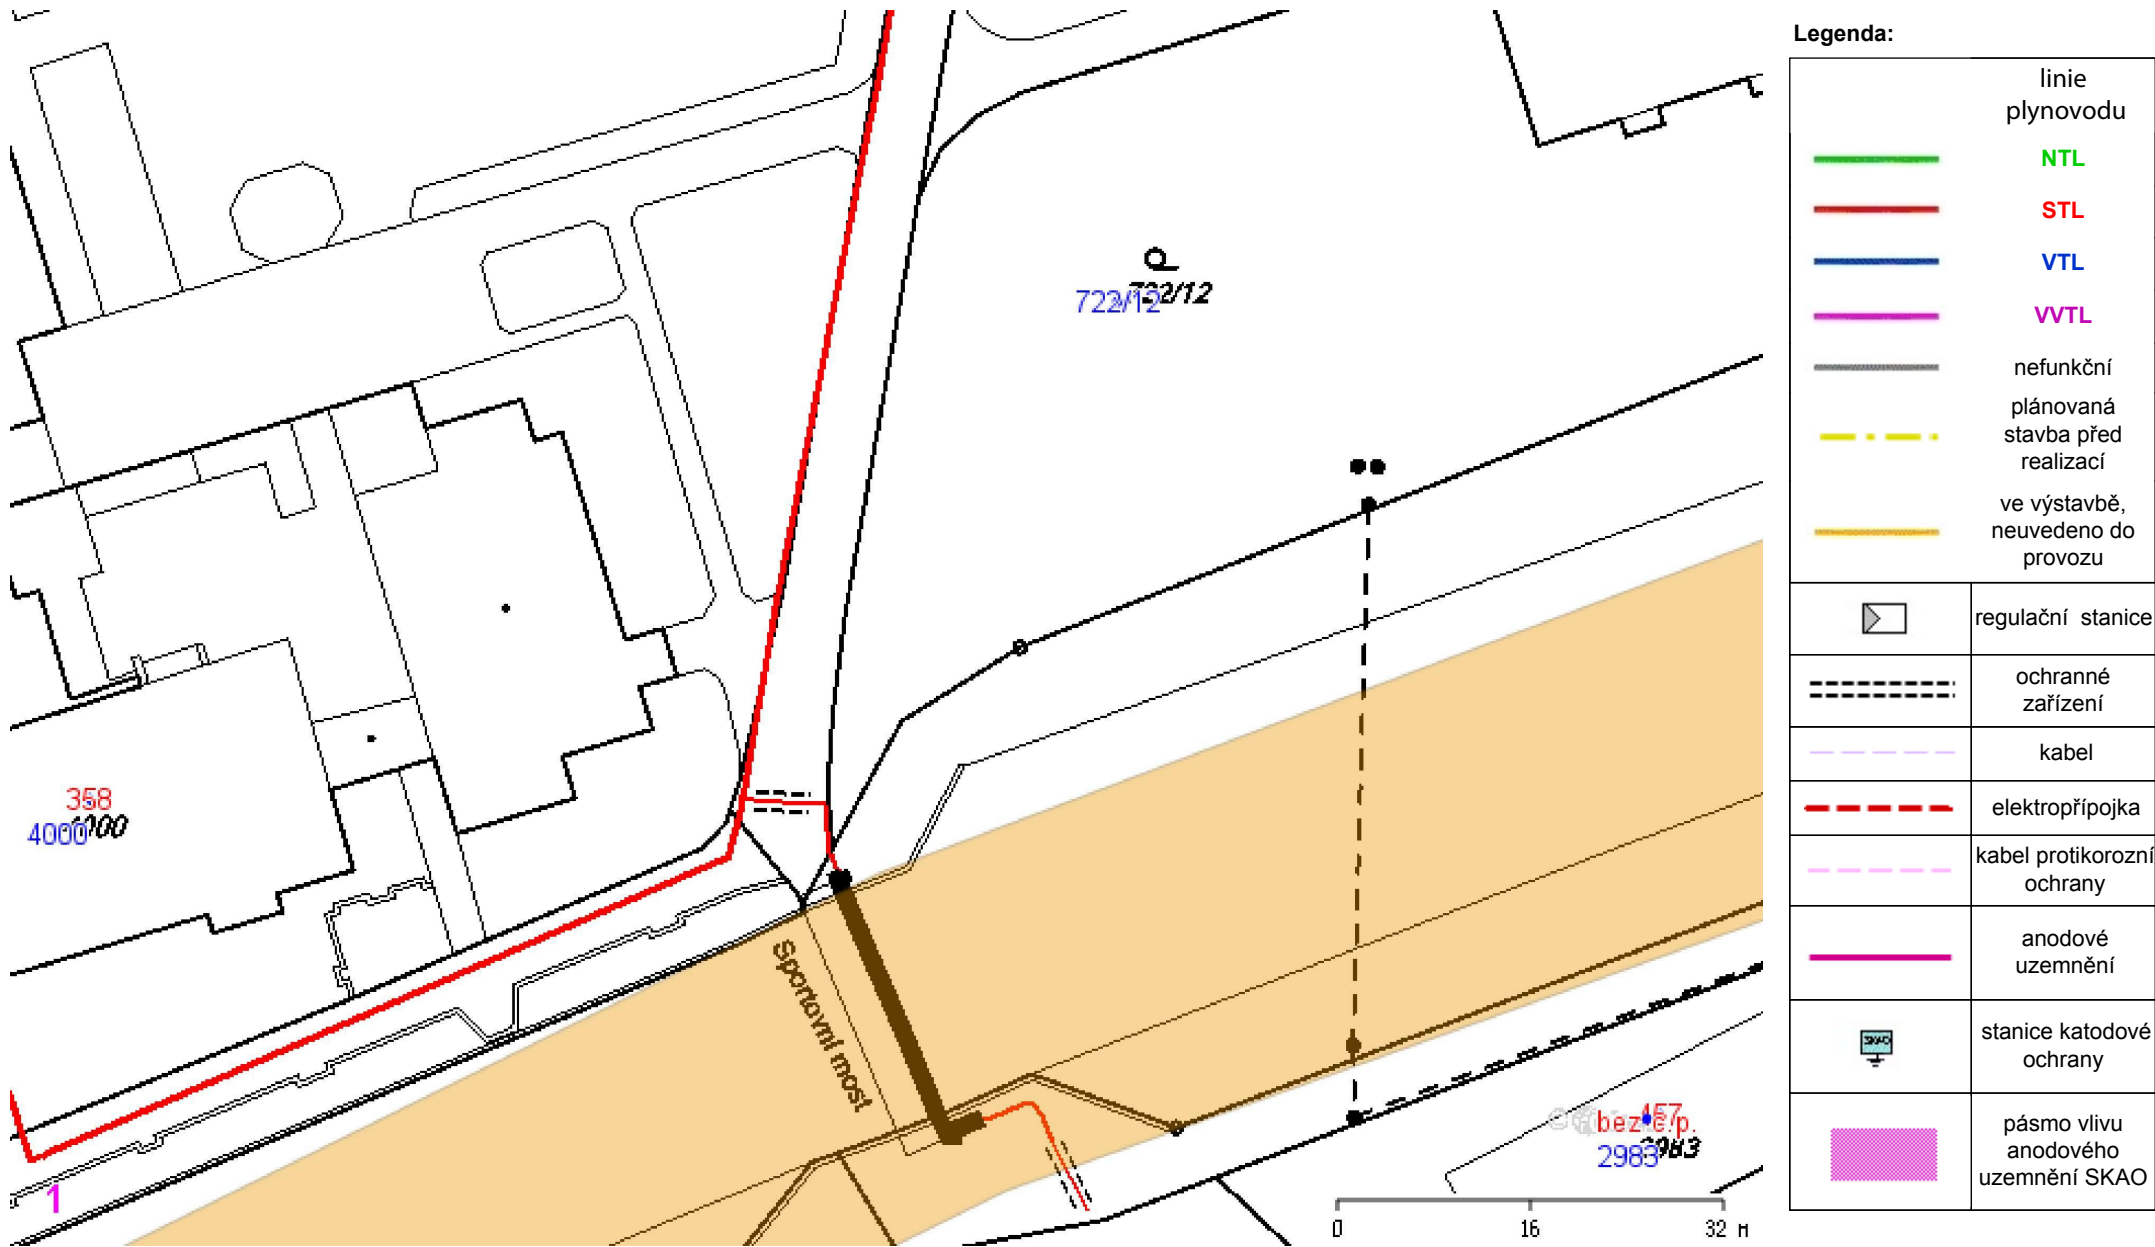 Legenda:
linie
plynovodu
NTL
STL
VTL
VVTL
nefunkční
plánovaná
stavba před
realizací
ve výstavbě,
neuvedeno do
provozu
regulační stanice
ochranné
zařízení
kabel
elektropřípojka
kabel protikorozní
ochrany
anodové
uzemnění
SKAO
stanice katodové
ochrany
pásmo vlivu
anodového
uzemnění SKAO
722/12
722/12
358
4000
4000
Sportovní most
bez č.p.
457
2983
2983
1
0 16 32 M